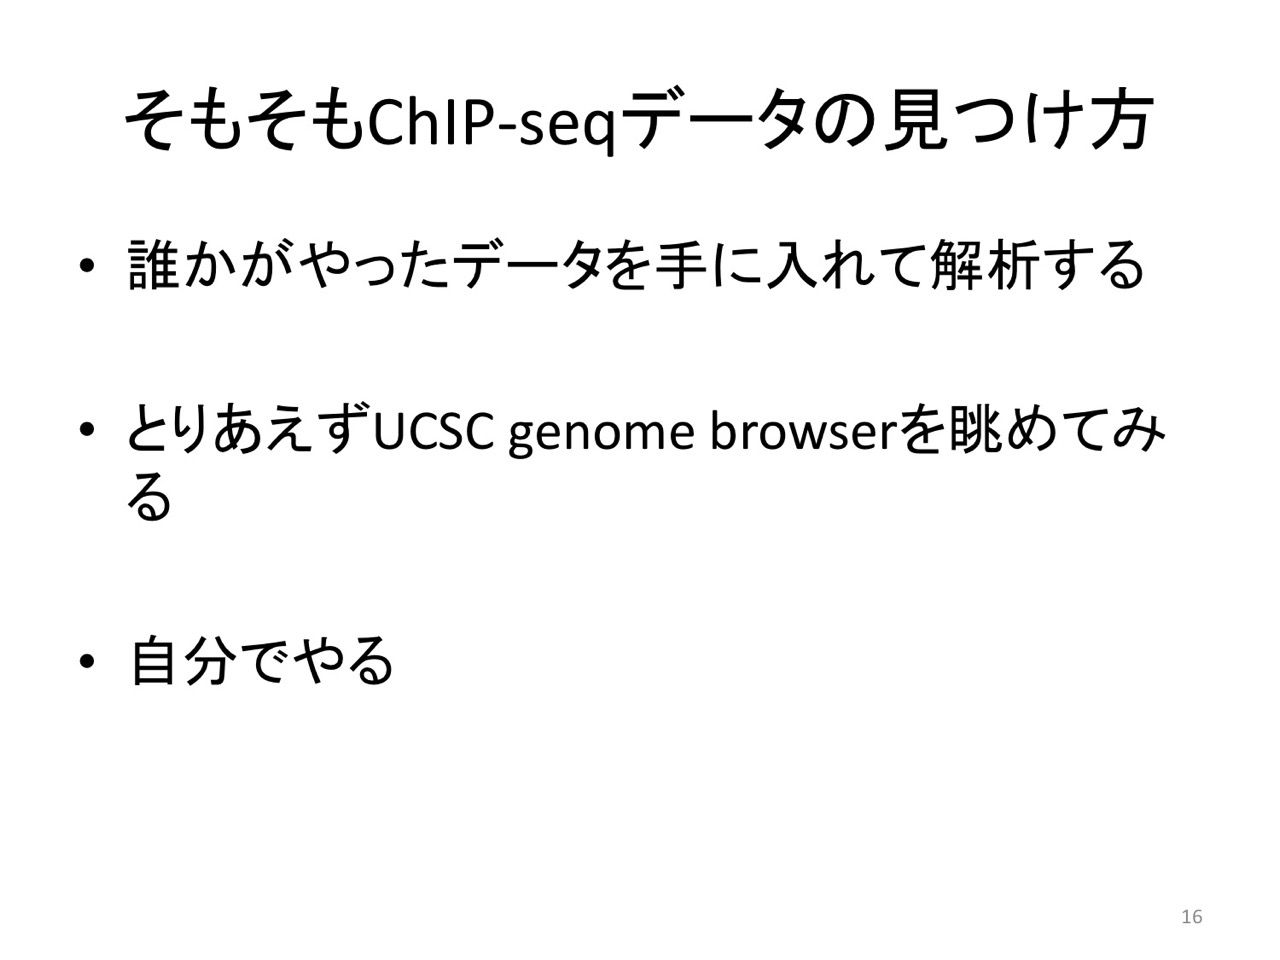 そもそもChIP-seqデータの見つけ方
• 誰かがやったデータを手に入れて解析する
• とりあえずUCSC genome browserを眺めてみ
る
• 自分でやる
16